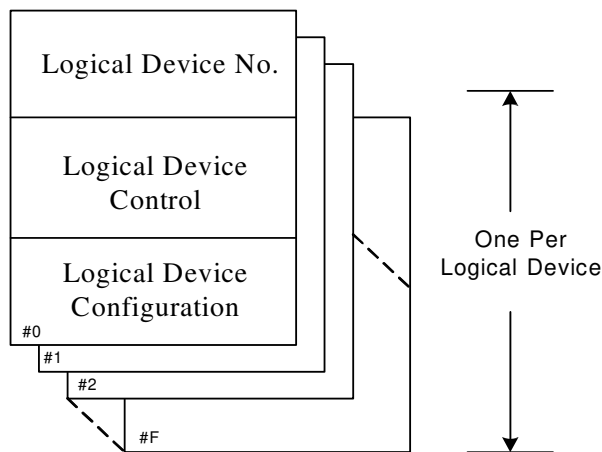 Logical Device No.
Logical Device
Control
Logical Device
Configuration
#0
#1
#2
#F
One Per
Logical Device